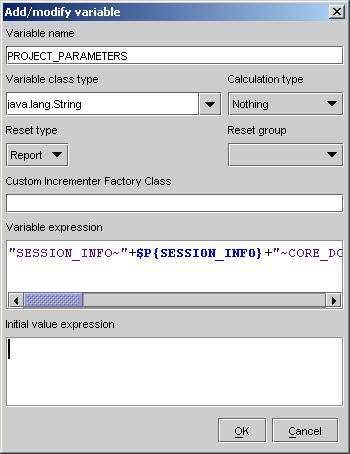 Add/modify variable
Variable name
PROJECT_PARAMETERS
Variable class type Calculation type
java.lang.String Nothing
Reset type Reset group
Report
Custom Incrementer Factory Class
Variable expression
"SESSION_INFO~"+$P{SESSION_INFO}+"~CORE_DO
Initial value expression
OK Cancel